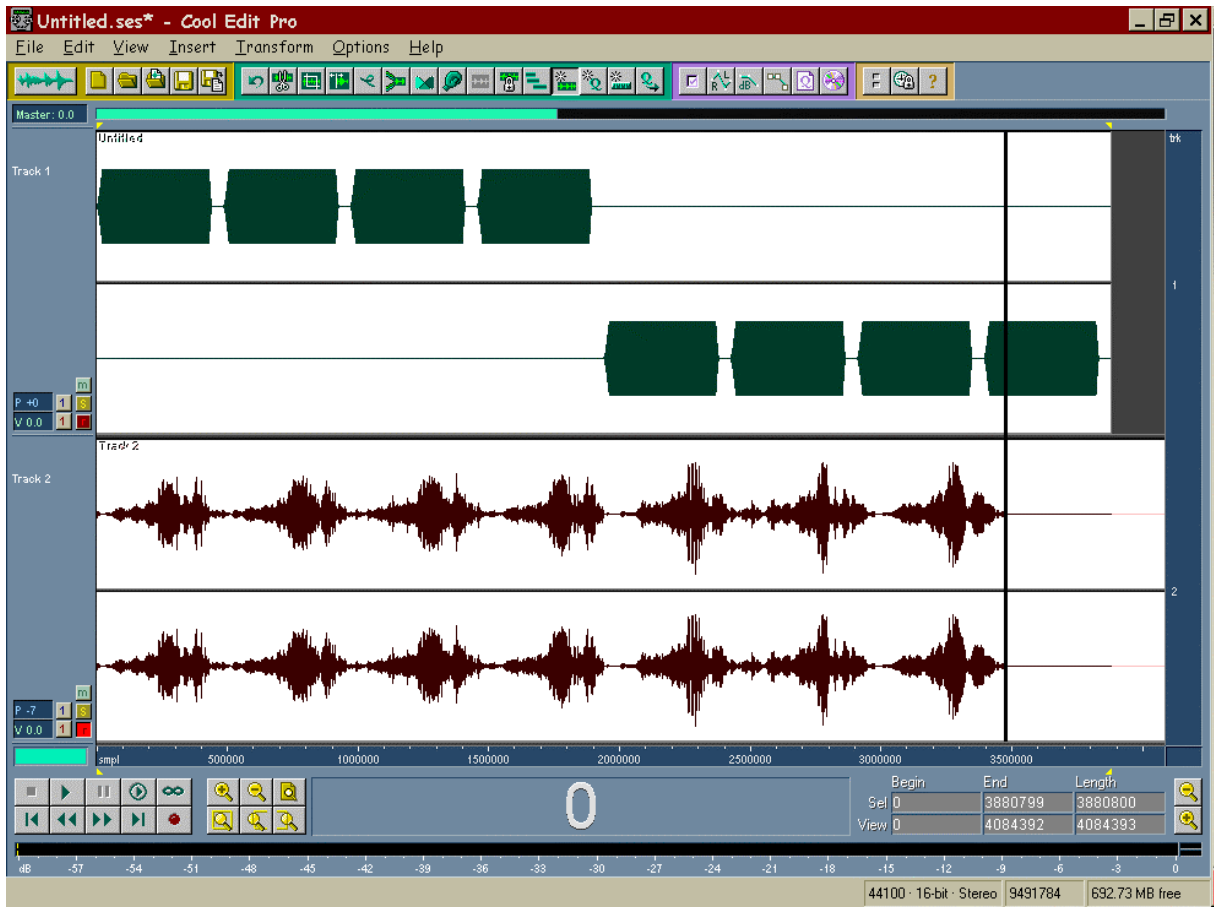 Untitled.ses* - Cool Edit Pro
File Edit View Insert Transform Options Help
Master: 0.0
Untitled
trk
Track 1
1
m
P +0 1 S
V 0.0 1 r
Track 2
Track 2
2
m
P -7 1 S
V 0.0 1 r
smpl 500000 1000000 1500000 2000000 2500000 3000000 3500000
0
Begin End Length
Sel 0 3880799 3880800
View 0 4084392 4084393
dB -57 -54 -51 -48 -45 -42 -39 -36 -33 -30 -27 -24 -21 -18 -15 -12 -9 -6 -3 0
44100 · 16-bit · Stereo 9491784 692.73 MB free